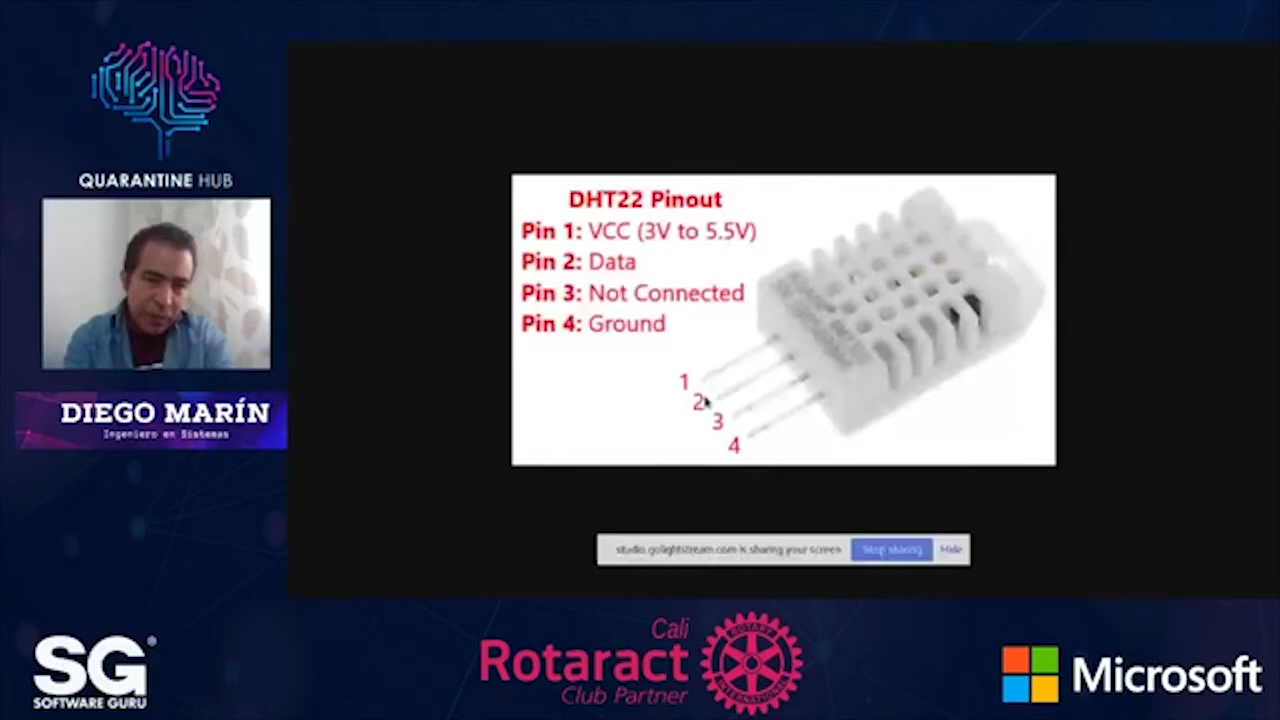 QUARANTINE HUB
DIEGO MARÍN
Ingeniero en Sistemas
DHT22 Pinout
Pin 1: VCC (3V to 5.5V)
Pin 2: Data
Pin 3: Not Connected
Pin 4: Ground
1
2
3
4
studio.golightstream.com is sharing your screen
Stop sharing
Hide
SG
SOFTWARE GURU
Cali
Rotaract
Club Partner
ROTARY
INTERNATIONAL
Microsoft